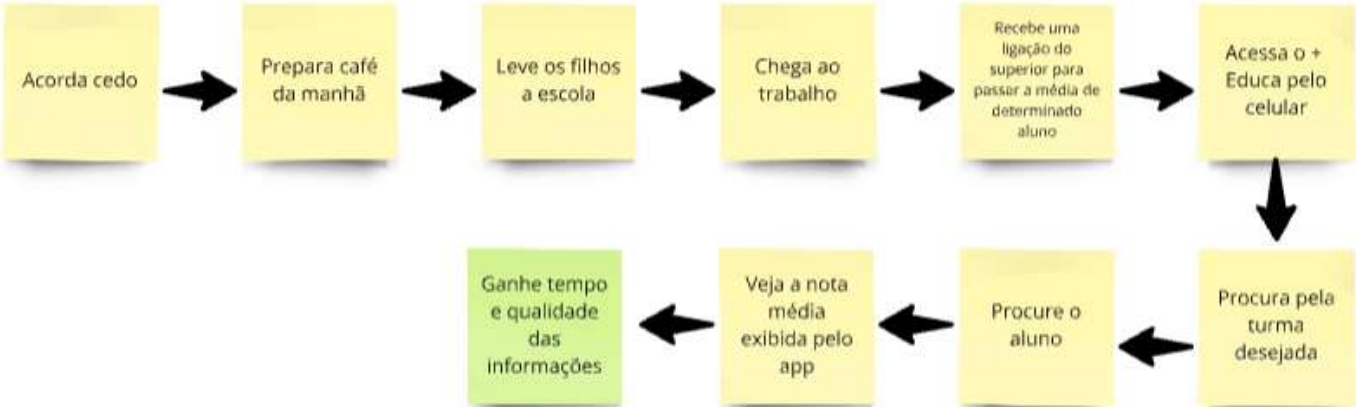 Acorda cedo
Prepara café
da manhã
Leve os filhos
a escola
Chega ao
trabalho
Recebe uma
ligação do
superior para
passar a média de
determinado
aluno
Acessa o +
Educa pelo
celular
Procura pela
turma
desejada
Procure o
aluno
Veja a nota
média
exibida pelo
app
Ganhe tempo
e qualidade
das
informações